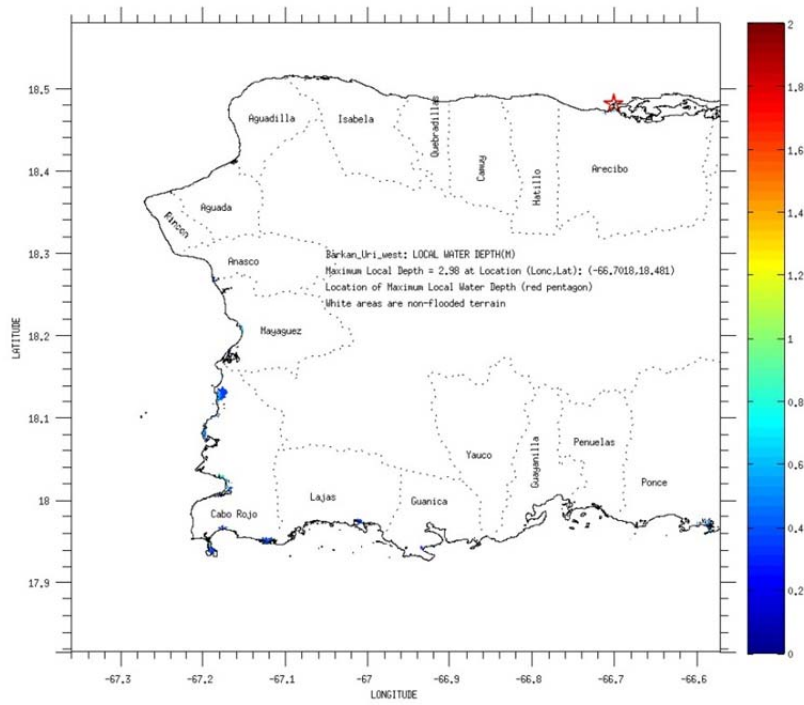 2
1.8
1.6
1.4
1.2
1
0.8
0.6
0.4
0.2
0
LATITUDE
18.5
18.4
18.3
18.2
18.1
18
17.9
Aguadilla
Isabela
Quebradillas
Camuy
Hatillo
Arecibo
Aguada
Rincon
Anasco
Barkan_Uri_west: LOCAL WATER DEPTH(M)
Maximum Local Depth = 2.98 at Location (Lonc,Lat): (-66.7018,18.481)
Location of Maximum Local Water Depth (red pentagon)
White areas are non-flooded terrain
Mayaguez
Yauco
Guayanilla
Penuelas
Ponce
Lajas
Guanica
Cabo Rojo
-67.3
-67.2
-67.1
-67
-66.9
-66.8
-66.7
-66.6
LONGITUDE